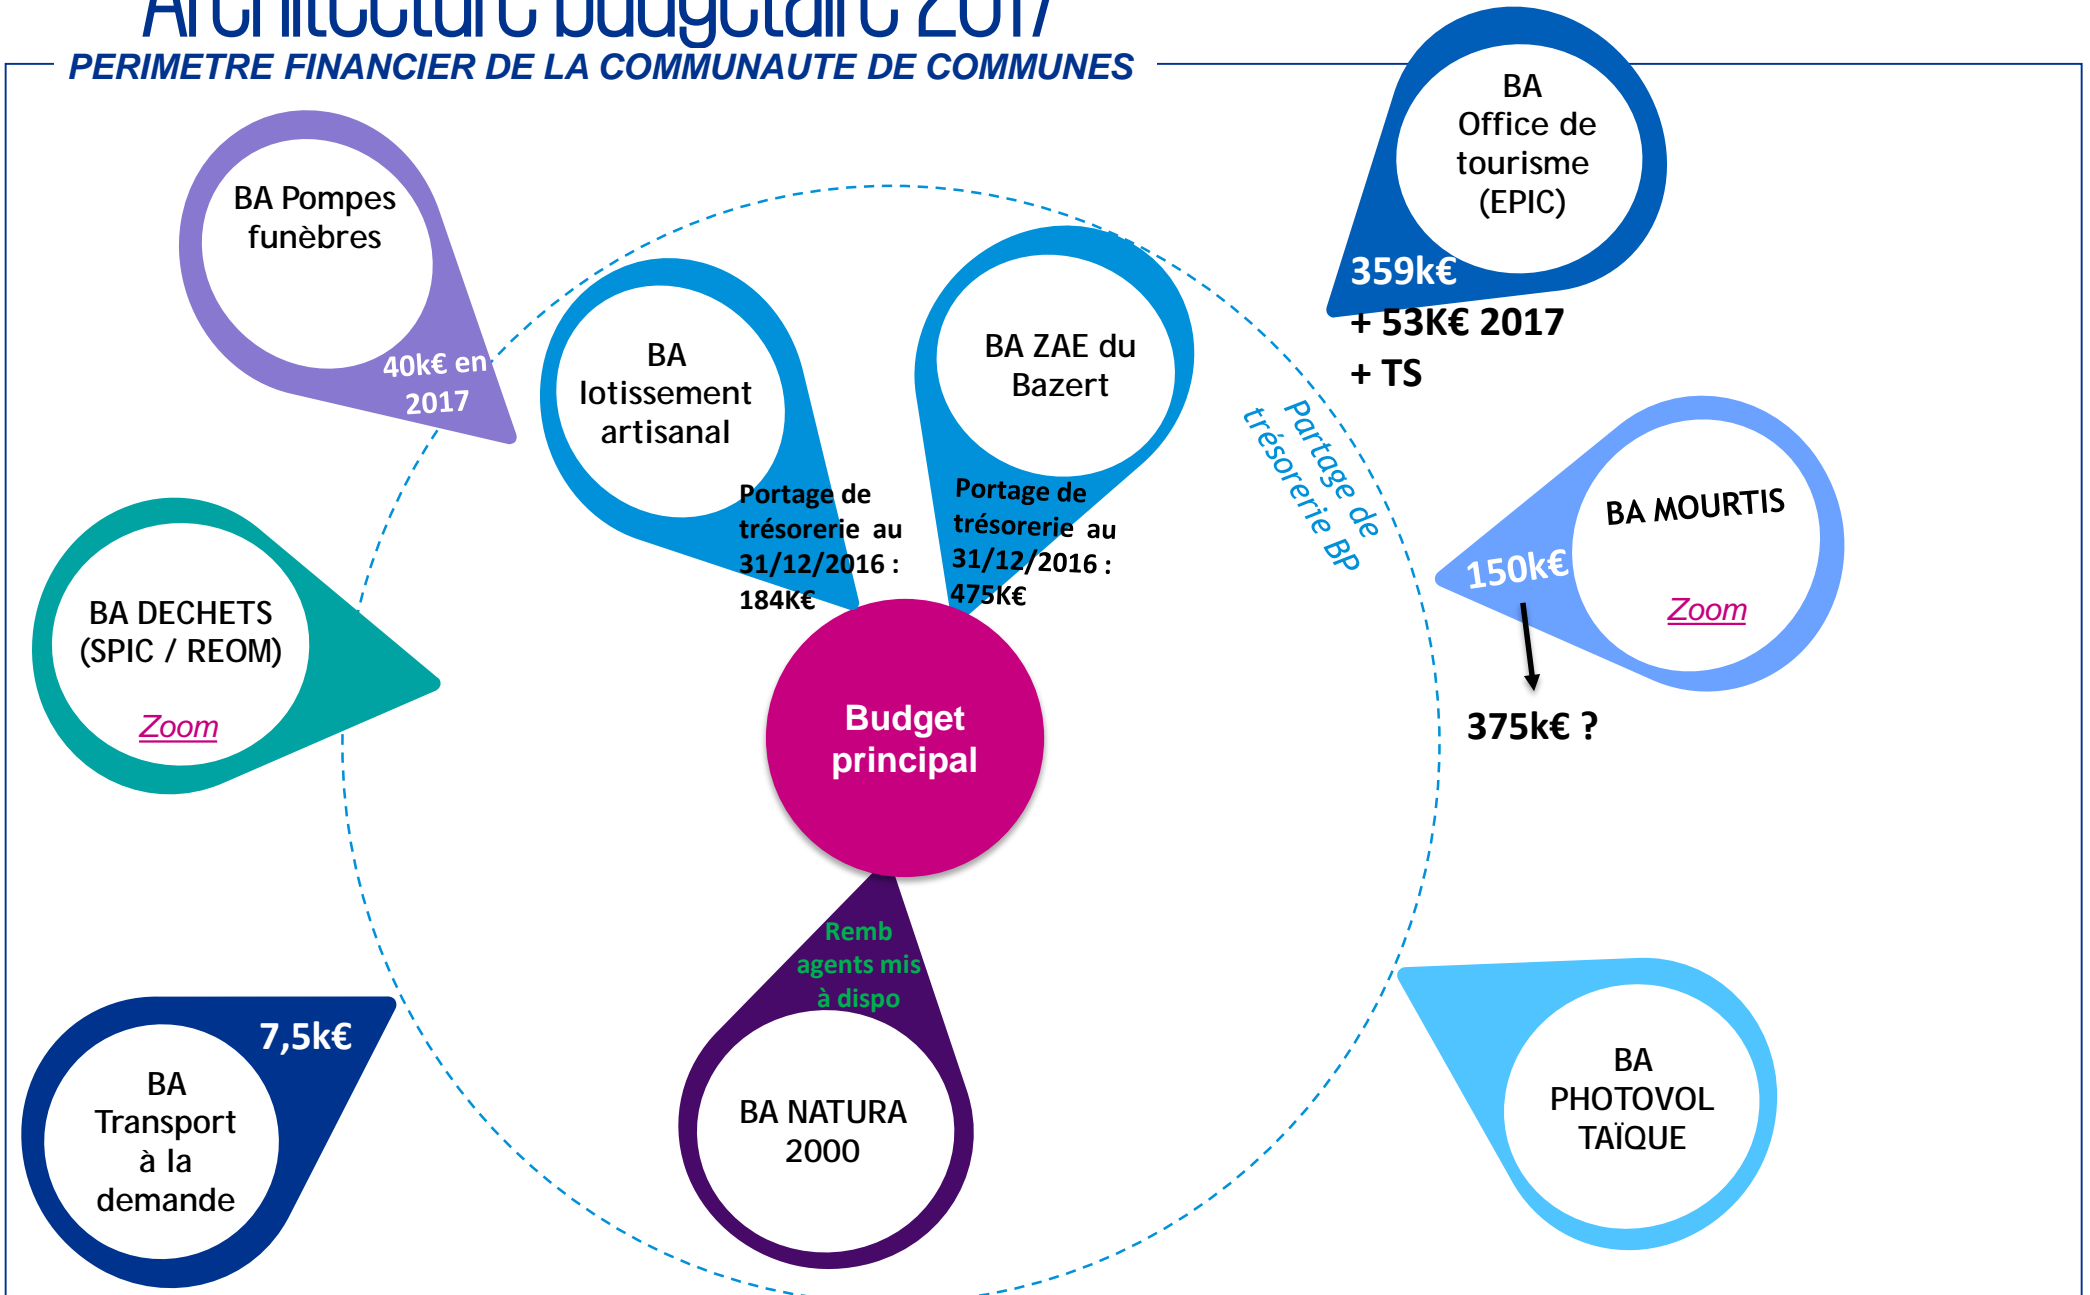 Architecture budgétaire 2017
PERIMETRE FINANCIER DE LA COMMUNAUTE DE COMMUNES
BA
Office de
tourisme
(EPIC)
359k€
+ 53K€ 2017
+ TS
BA Pompes
funèbres
40k€ en
2017
BA
lotissement
artisanal
Portage de
trésorerie au
31/12/2016 :
184K€
BA ZAE du
Bazert
Portage de
trésorerie au
31/12/2016 :
475K€
Partage de
trésorerie BP
BA MOURTIS
150k€
Zoom
375k€ ?
BA DECHETS
(SPIC / REOM)
Zoom
Budget
principal
Remb
agents mis
à dispo
BA NATURA
2000
7,5k€
BA
Transport
à la
demande
BA
PHOTOVOL
TAÏQUE